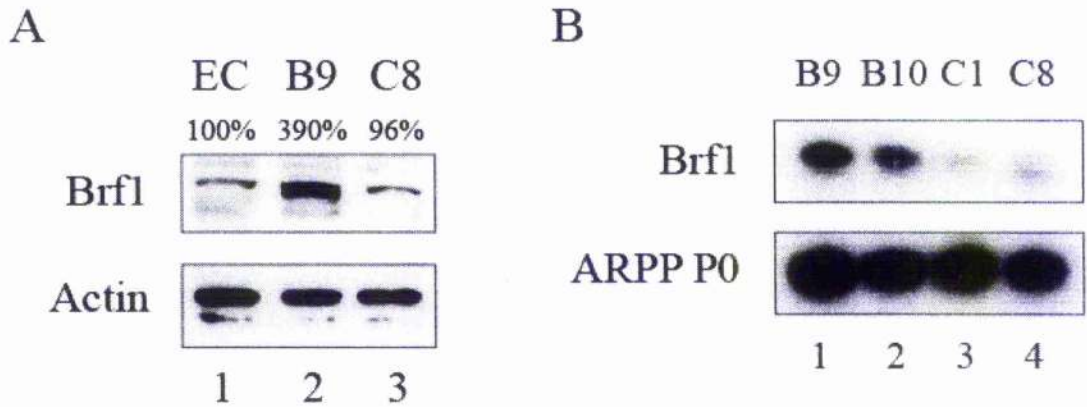 A
EC B9 C8
100% 390% 96%
Brf1
Actin
1 2 3
B
B9 B10 C1 C8
Brf1
ARPP P0
1 2 3 4